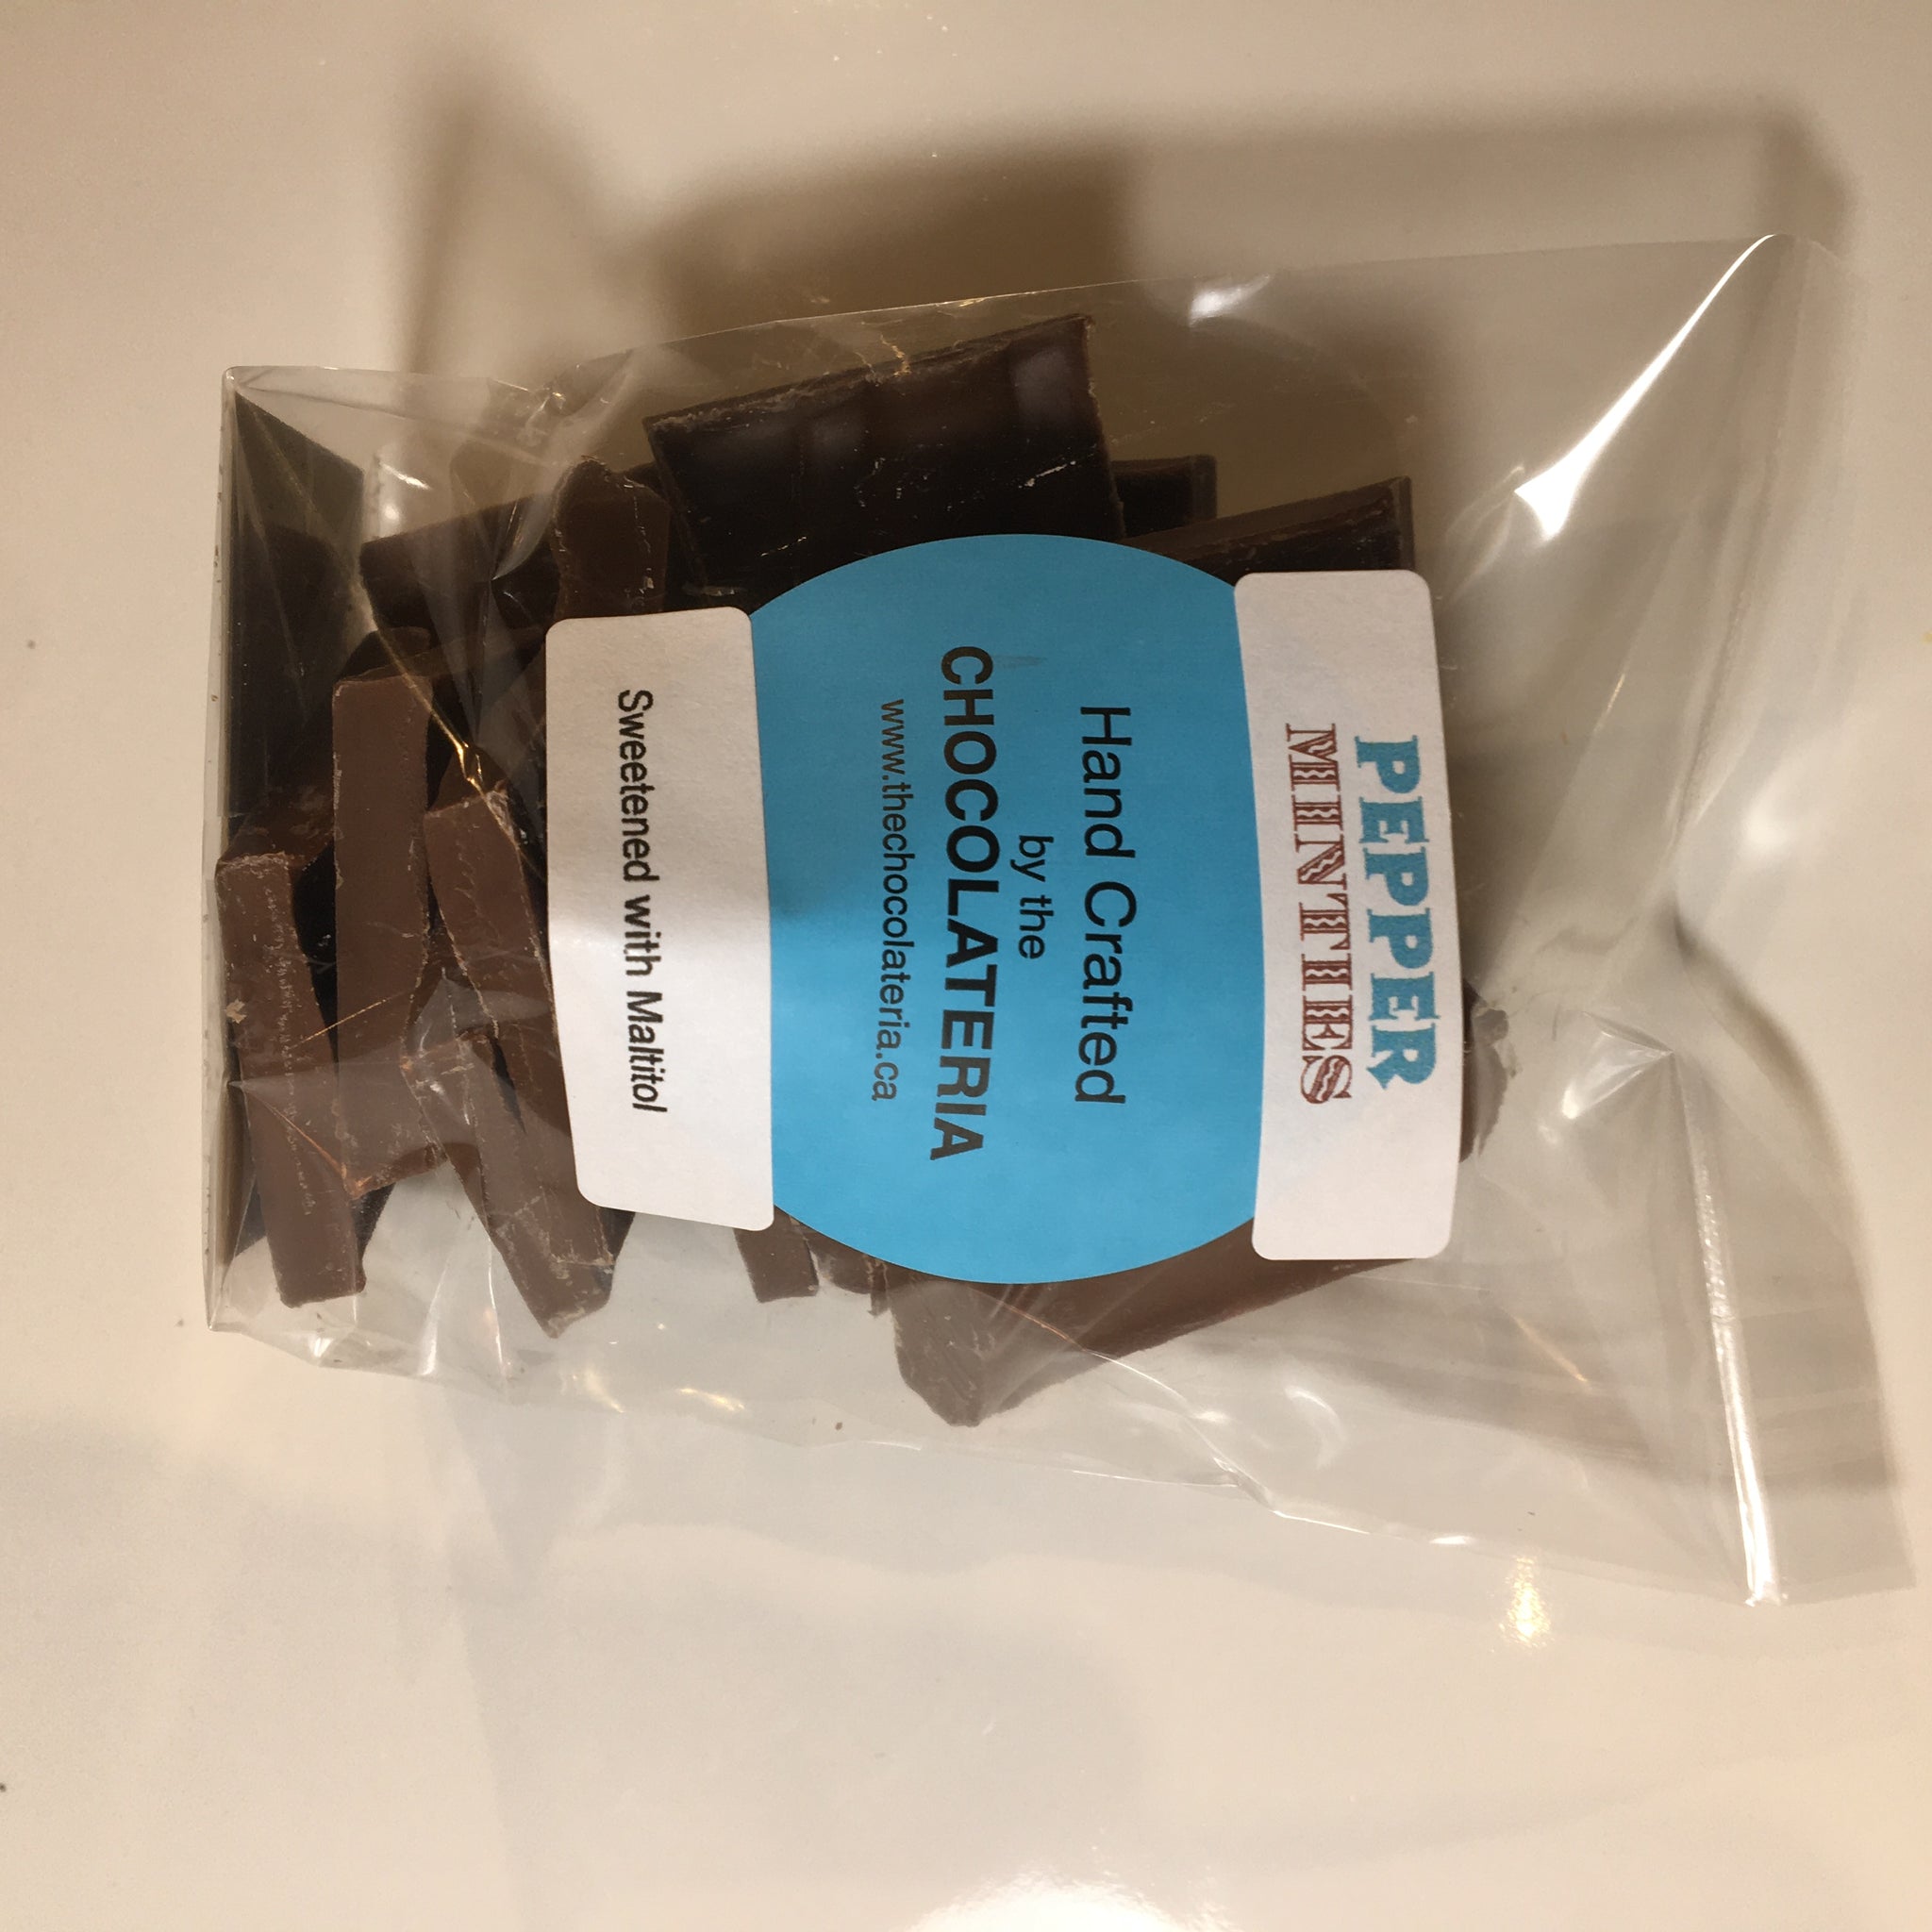 PEPPER
MINTIES
Hand Crafted
by the
CHOCOLATERIA
www.thechocolateria.ca
Sweetened with Maltitol